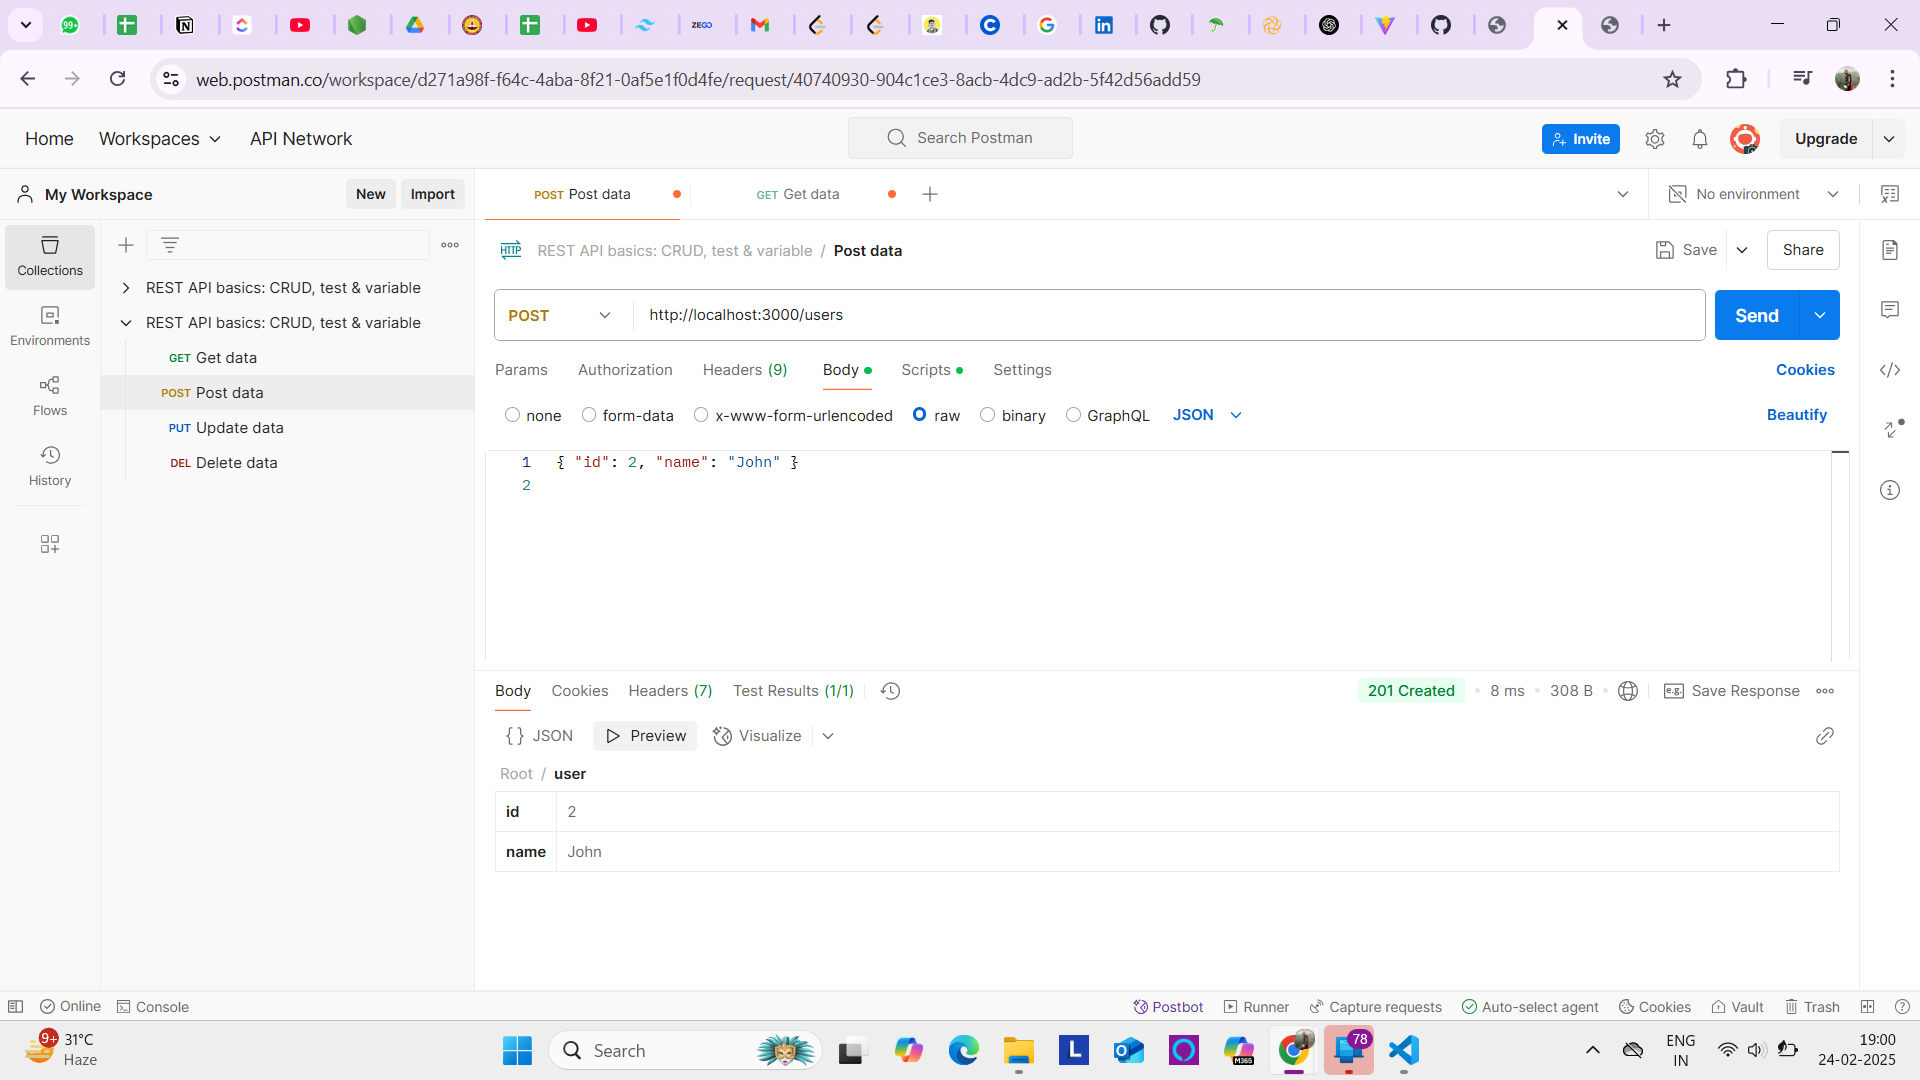 99+
ZEGO
web.postman.co/workspace/d271a98f-f64c-4aba-8f21-0af5e1f0d4fe/request/40740930-904c1ce3-8acb-4dc9-ad2b-5f42d56add59
Home
Workspaces
API Network
Search Postman
Invite
Upgrade
My Workspace
New
Import
POST Post data
GET Get data
No environment
Collections
Environments
Flows
History
REST API basics: CRUD, test & variable
REST API basics: CRUD, test & variable
GET Get data
POST Post data
PUT Update data
DEL Delete data
HTTP
REST API basics: CRUD, test & variable / Post data
Save
Share
POST
http://localhost:3000/users
Send
Params
Authorization
Headers (9)
Body
Scripts
Settings
Cookies
none
form-data
x-www-form-urlencoded
raw
binary
GraphQL
JSON
Beautify
1 { "id": 2, "name": "John" }
2
Body
Cookies
Headers (7)
Test Results (1/1)
201 Created
8 ms
308 B
e.g.
Save Response
{} JSON
Preview
Visualize
Root / user
id 2
name John
Online
Console
Postbot
Runner
Capture requests
Auto-select agent
Cookies
Vault
Trash
9+
31°C
Haze
Search
L
M365
78
ENG
IN
19:00
24-02-2025